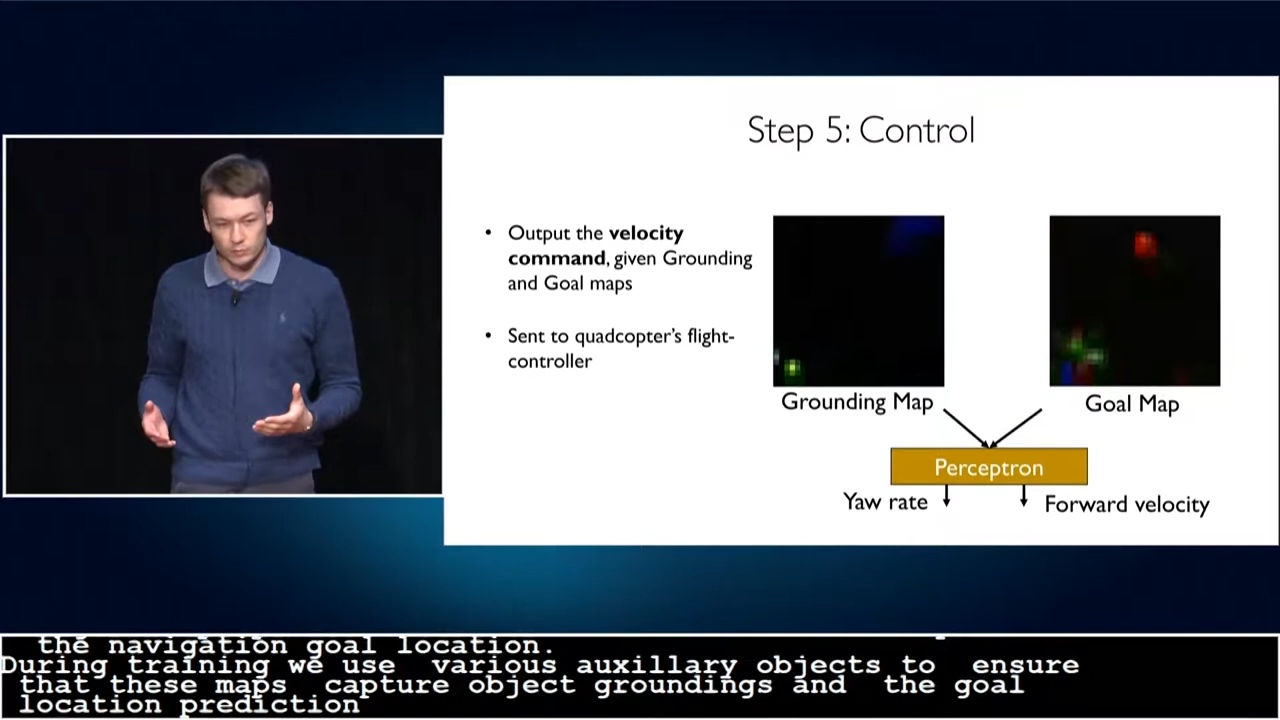 Step 5: Control
• Output the velocity
command, given Grounding
and Goal maps
• Sent to quadcopter's flight-
controller
Grounding Map
Goal Map
Perceptron
Yaw rate
Forward velocity
the navigation goal location.
During training we use various auxillary objects to ensure
that these maps capture object groundings and the goal
location prediction